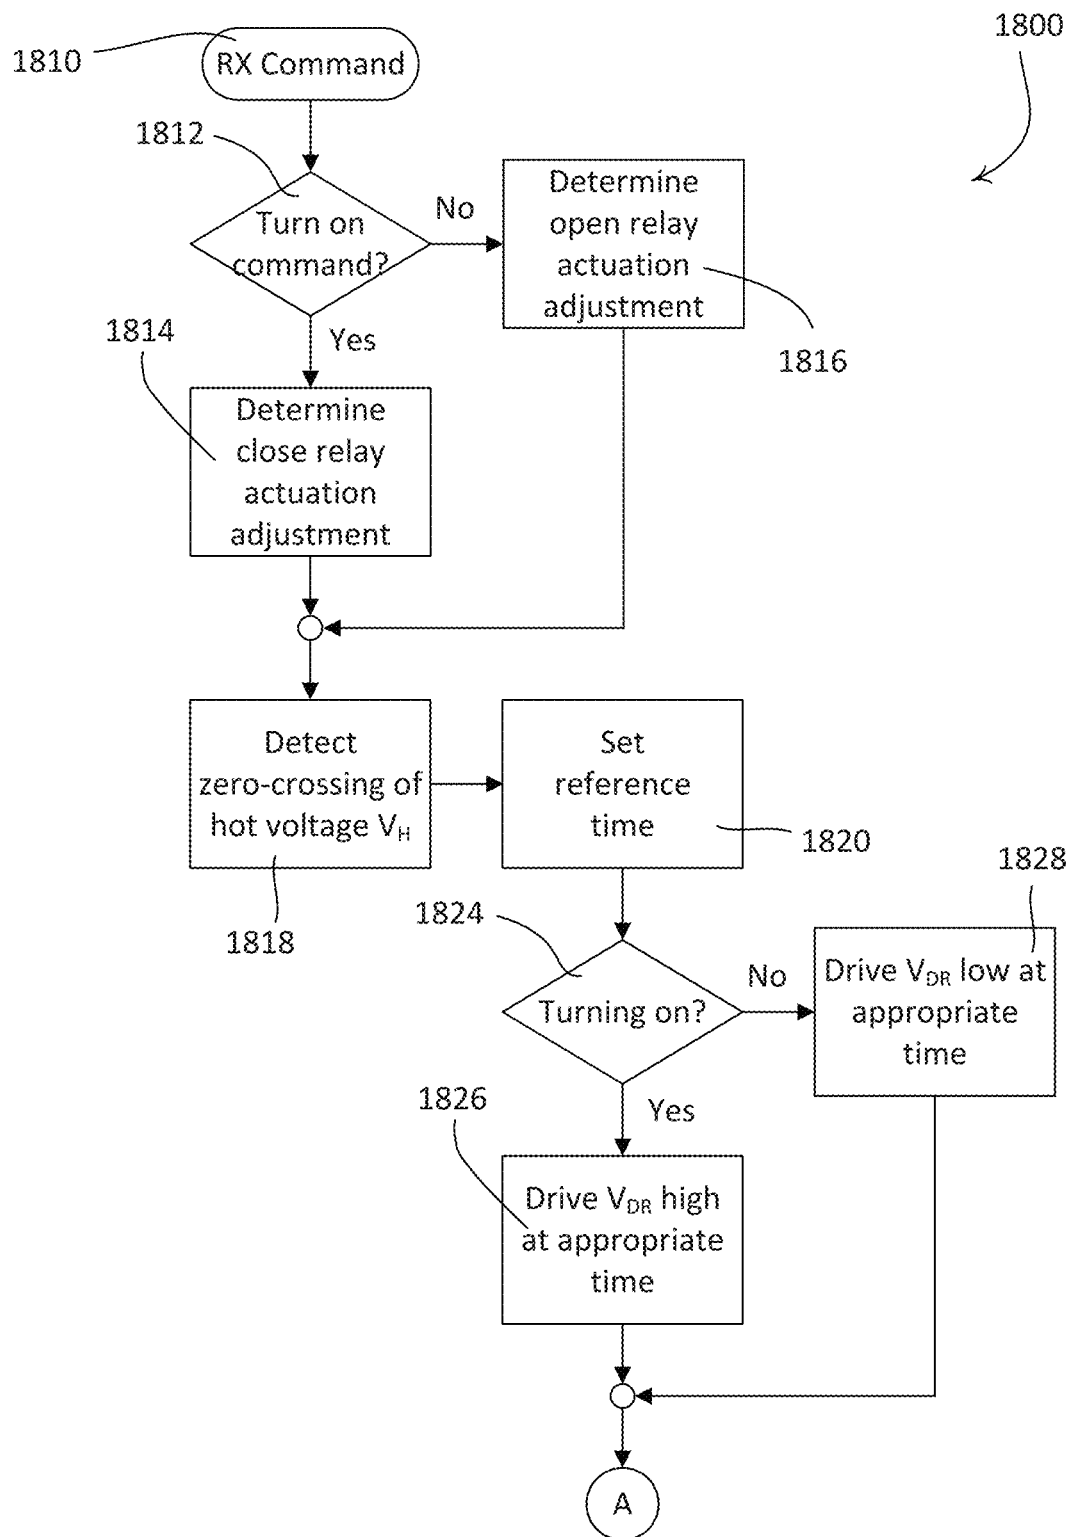 1800
1810
RX Command
1812
Turn on
command?
No
Determine
open relay
actuation
adjustment
1816
Yes
1814
Determine
close relay
actuation
adjustment
Detect
zero-crossing of
hot voltage VH
1818
Set
reference
time
1820
1824
Turning on?
No
1828
Drive VDR low at
appropriate
time
Yes
1826
Drive VDR high
at appropriate
time
A